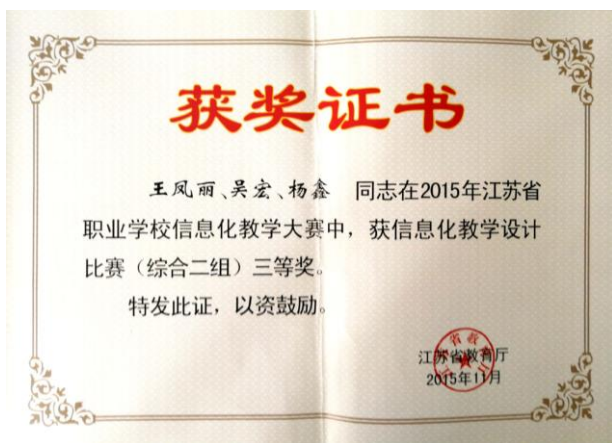 获奖证书
王凤丽、吴宏、杨鑫 同志在2015年江苏省
职业学校信息化教学大赛中，获信息化教学设计
比赛（综合二组）三等奖。
特发此证，以资鼓励。
江苏省教育厅
2015年11月